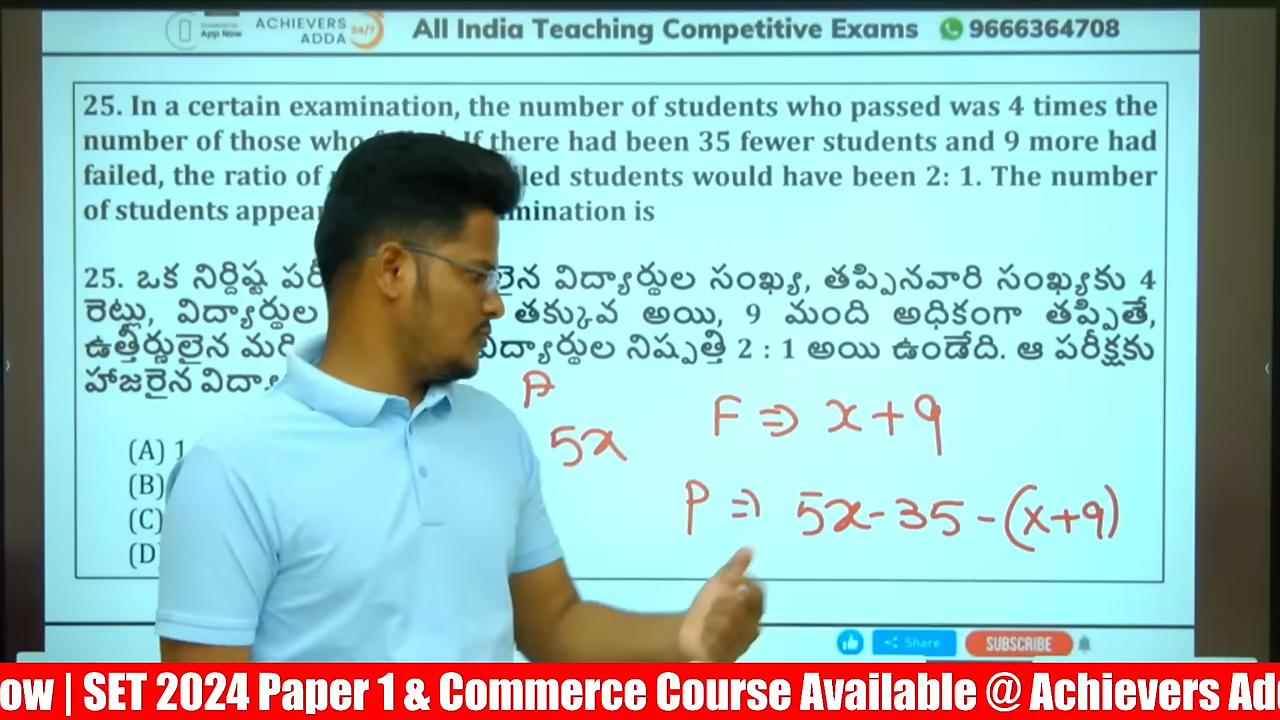 App Now
ACHIEVERS
ADDA
24/7
All India Teaching Competitive Exams 9666364708
25. In a certain examination, the number of students who passed was 4 times the
number of those who If there had been 35 fewer students and 9 more had
failed, the ratio of students would have been 2: 1. The number
of students is
25. ఒక నిర్దిష్ట విద్యార్థుల సంఖ్య, తప్పినవారి సంఖ్యకు 4
రెట్లు, విద్యార్థుల తక్కువ అయి, 9 మంది అధికంగా తప్పితే,
ఉత్తీర్ణులైన విద్యార్థుల నిష్పత్తి 2 : 1 అయి ఉండేది. ఆ పరీక్షకు
హాజరైన
A
5x
F ⇒ x + 9
(A) 1
(B)
P ⇒ 5x - 35 - (x+9)
(C)
(D)
Share
SUBSCRIBE
ow | SET 2024 Paper 1 & Commerce Course Available @ Achievers Ad